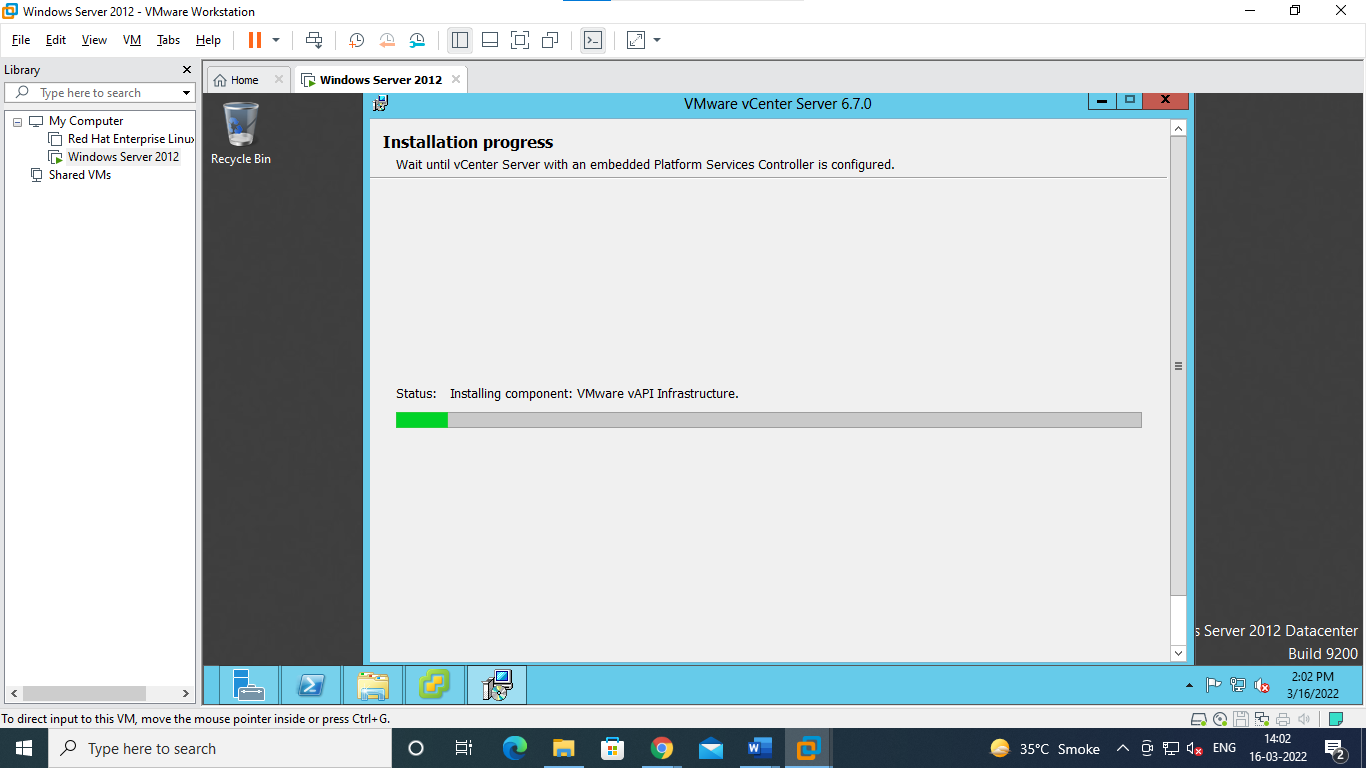 Windows Server 2012 - VMware Workstation
File Edit View VM Tabs Help
Library
Type here to search
My Computer
Red Hat Enterprise Linux
Windows Server 2012
Shared VMs
Home
Windows Server 2012
Recycle Bin
VMware vCenter Server 6.7.0
Installation progress
Wait until vCenter Server with an embedded Platform Services Controller is configured.
Status: Installing component: VMware vAPI Infrastructure.
s Server 2012 Datacenter
Build 9200
2:02 PM
3/16/2022
To direct input to this VM, move the mouse pointer inside or press Ctrl+G.
Type here to search
35°C Smoke
ENG
14:02
16-03-2022
2